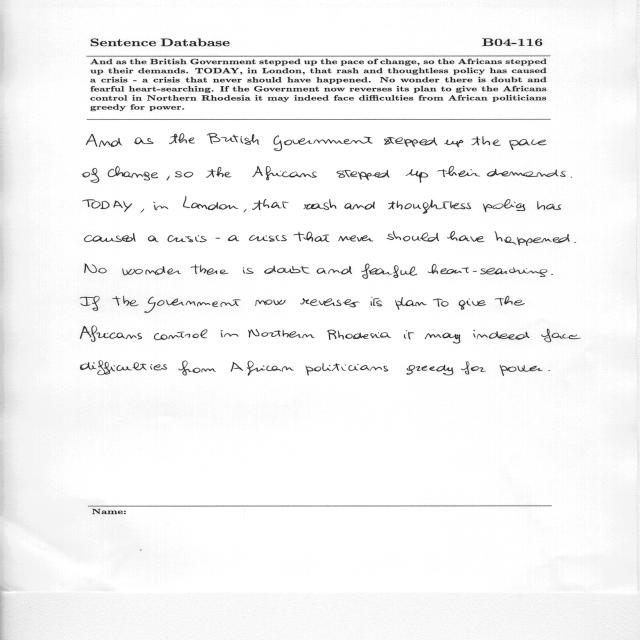 Sentence Database B04-116
And as the British Government stepped up the pace of change, so the Africans stepped
up their demands. TODAY, in London, that rash and thoughtless policy has caused
a crisis - a crisis that never should have happened. No wonder there is doubt and
fearful heart-searching. If the Government now reverses its plan to give the Africans
control in Northern Rhodesia it may indeed face difficulties from African politicians
greedy for power.
And as the British Government stepped up the pace
of change, so the Africans stepped up their demands.
TODAY, in London, that rash and thoughtless policy has
caused a crisis - a crisis that never should have happened.
No wonder there is doubt and fearful heart-searching.
If the Government now reverses its plan to give the
Africans control in Northern Rhodesia it may indeed face
difficulties from African politicians greedy for power.
Name: